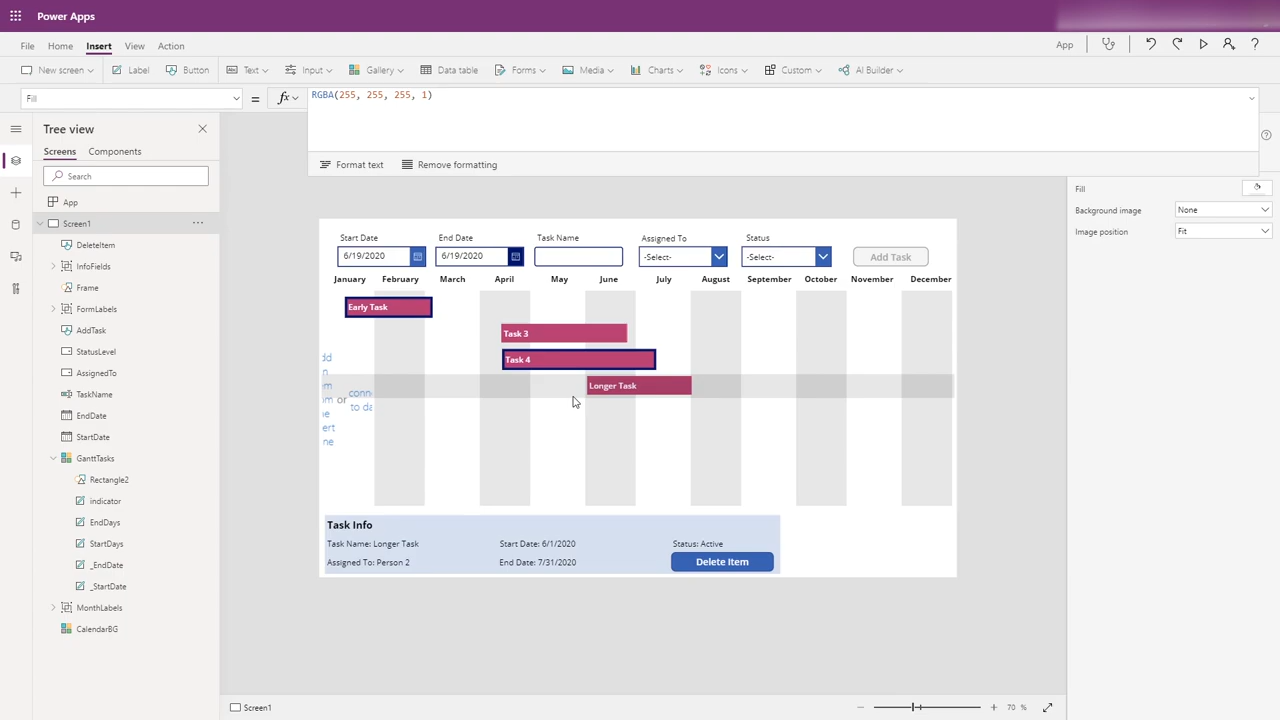 Power Apps
File Home Insert View Action App
New screen Label Button Text Input Gallery Data table Forms Media Charts Icons Custom AI Builder
Fill = fx RGBA(255, 255, 255, 1)
Format text Remove formatting
Tree view
Screens Components
Search
App
Screen1
DeleteItem
InfoFields
Frame
FormLabels
AddTask
StatusLevel
AssignedTo
TaskName
EndDate
StartDate
GanttTasks
Rectangle2
indicator
EndDays
StartDays
_EndDate
_StartDate
MonthLabels
CalendarBG
Start Date End Date Task Name Assigned To Status
6/19/2020 6/19/2020 -Select- -Select- Add Task
January February March April May June July August September October November December
Early Task
Task 3
Task 4
Longer Task
or
to da
Task Info
Task Name: Longer Task Start Date: 6/1/2020 Status: Active
Assigned To: Person 2 End Date: 7/31/2020 Delete Item
Fill
Background image None
Image position Fit
Screen1 70 %